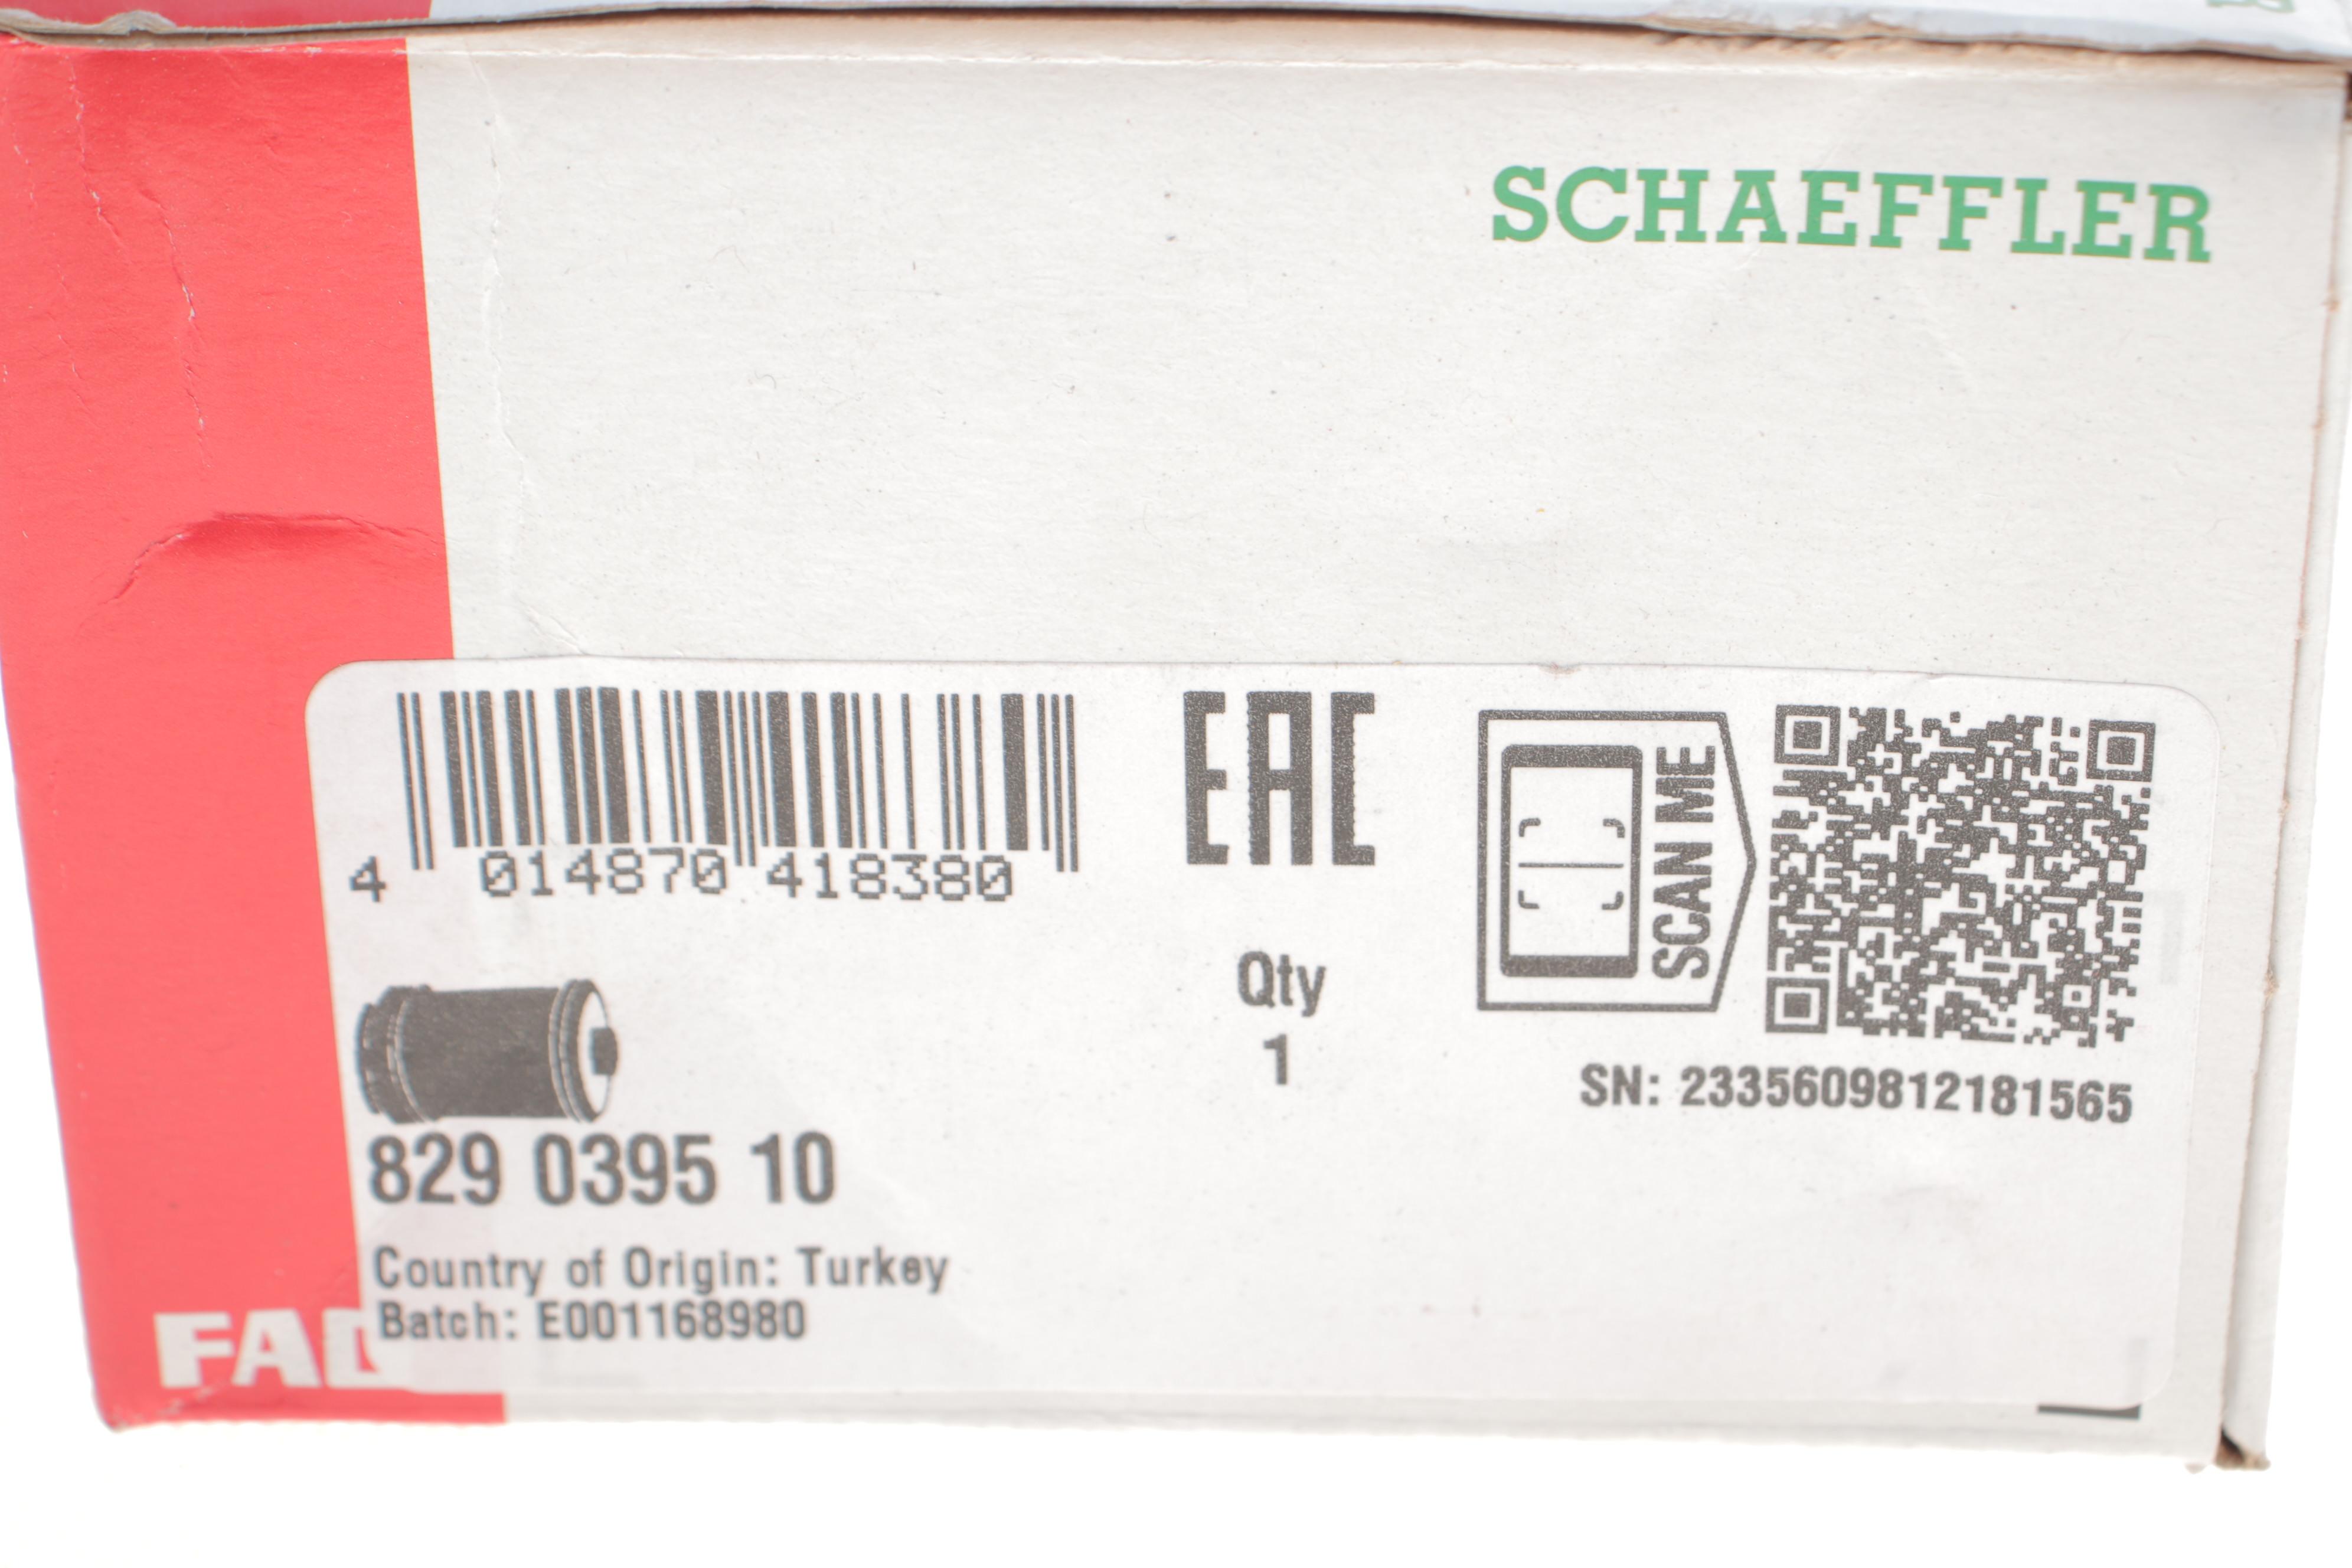 SCHAEFFLER
4 014870 418380
EAC
SCAN ME
Qty
1
SN: 2335609812181565
829 0395 10
Country of Origin: Turkey
Batch: E001168980
FAG